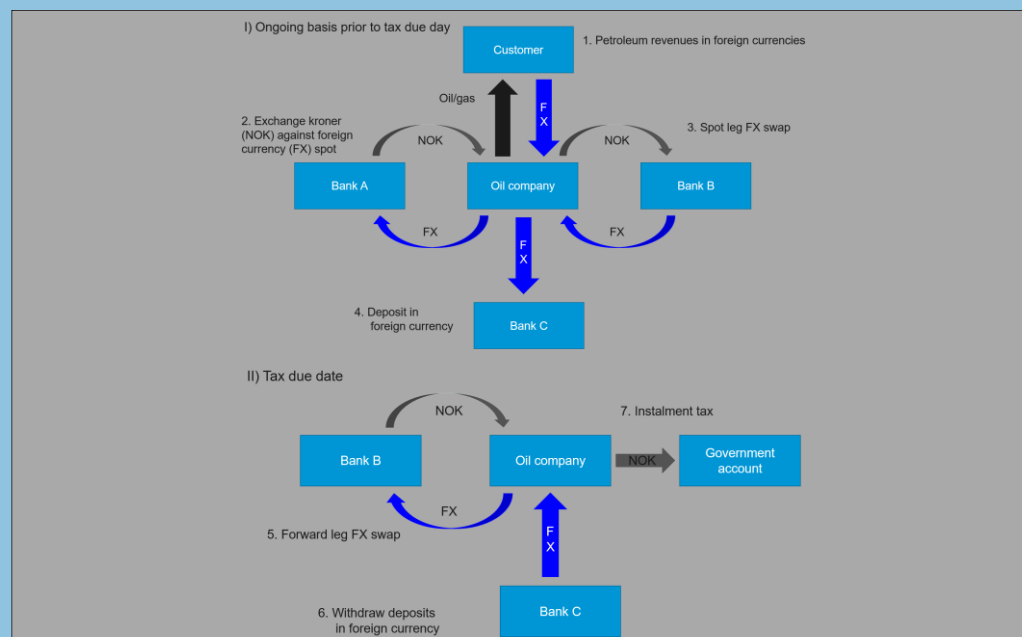 I) Ongoing basis prior to tax due day
Customer
1. Petroleum revenues in foreign currencies
Oil/gas
F
X
2. Exchange kroner
(NOK) against foreign
currency (FX) spot
NOK
NOK
3. Spot leg FX swap
Bank A
Oil company
Bank B
FX
F
X
FX
4. Deposit in
foreign currency
Bank C
II) Tax due date
NOK
7. Instalment tax
Bank B
Oil company
NOK
Government
account
FX
5. Forward leg FX swap
F
X
6. Withdraw deposits
in foreign currency
Bank C